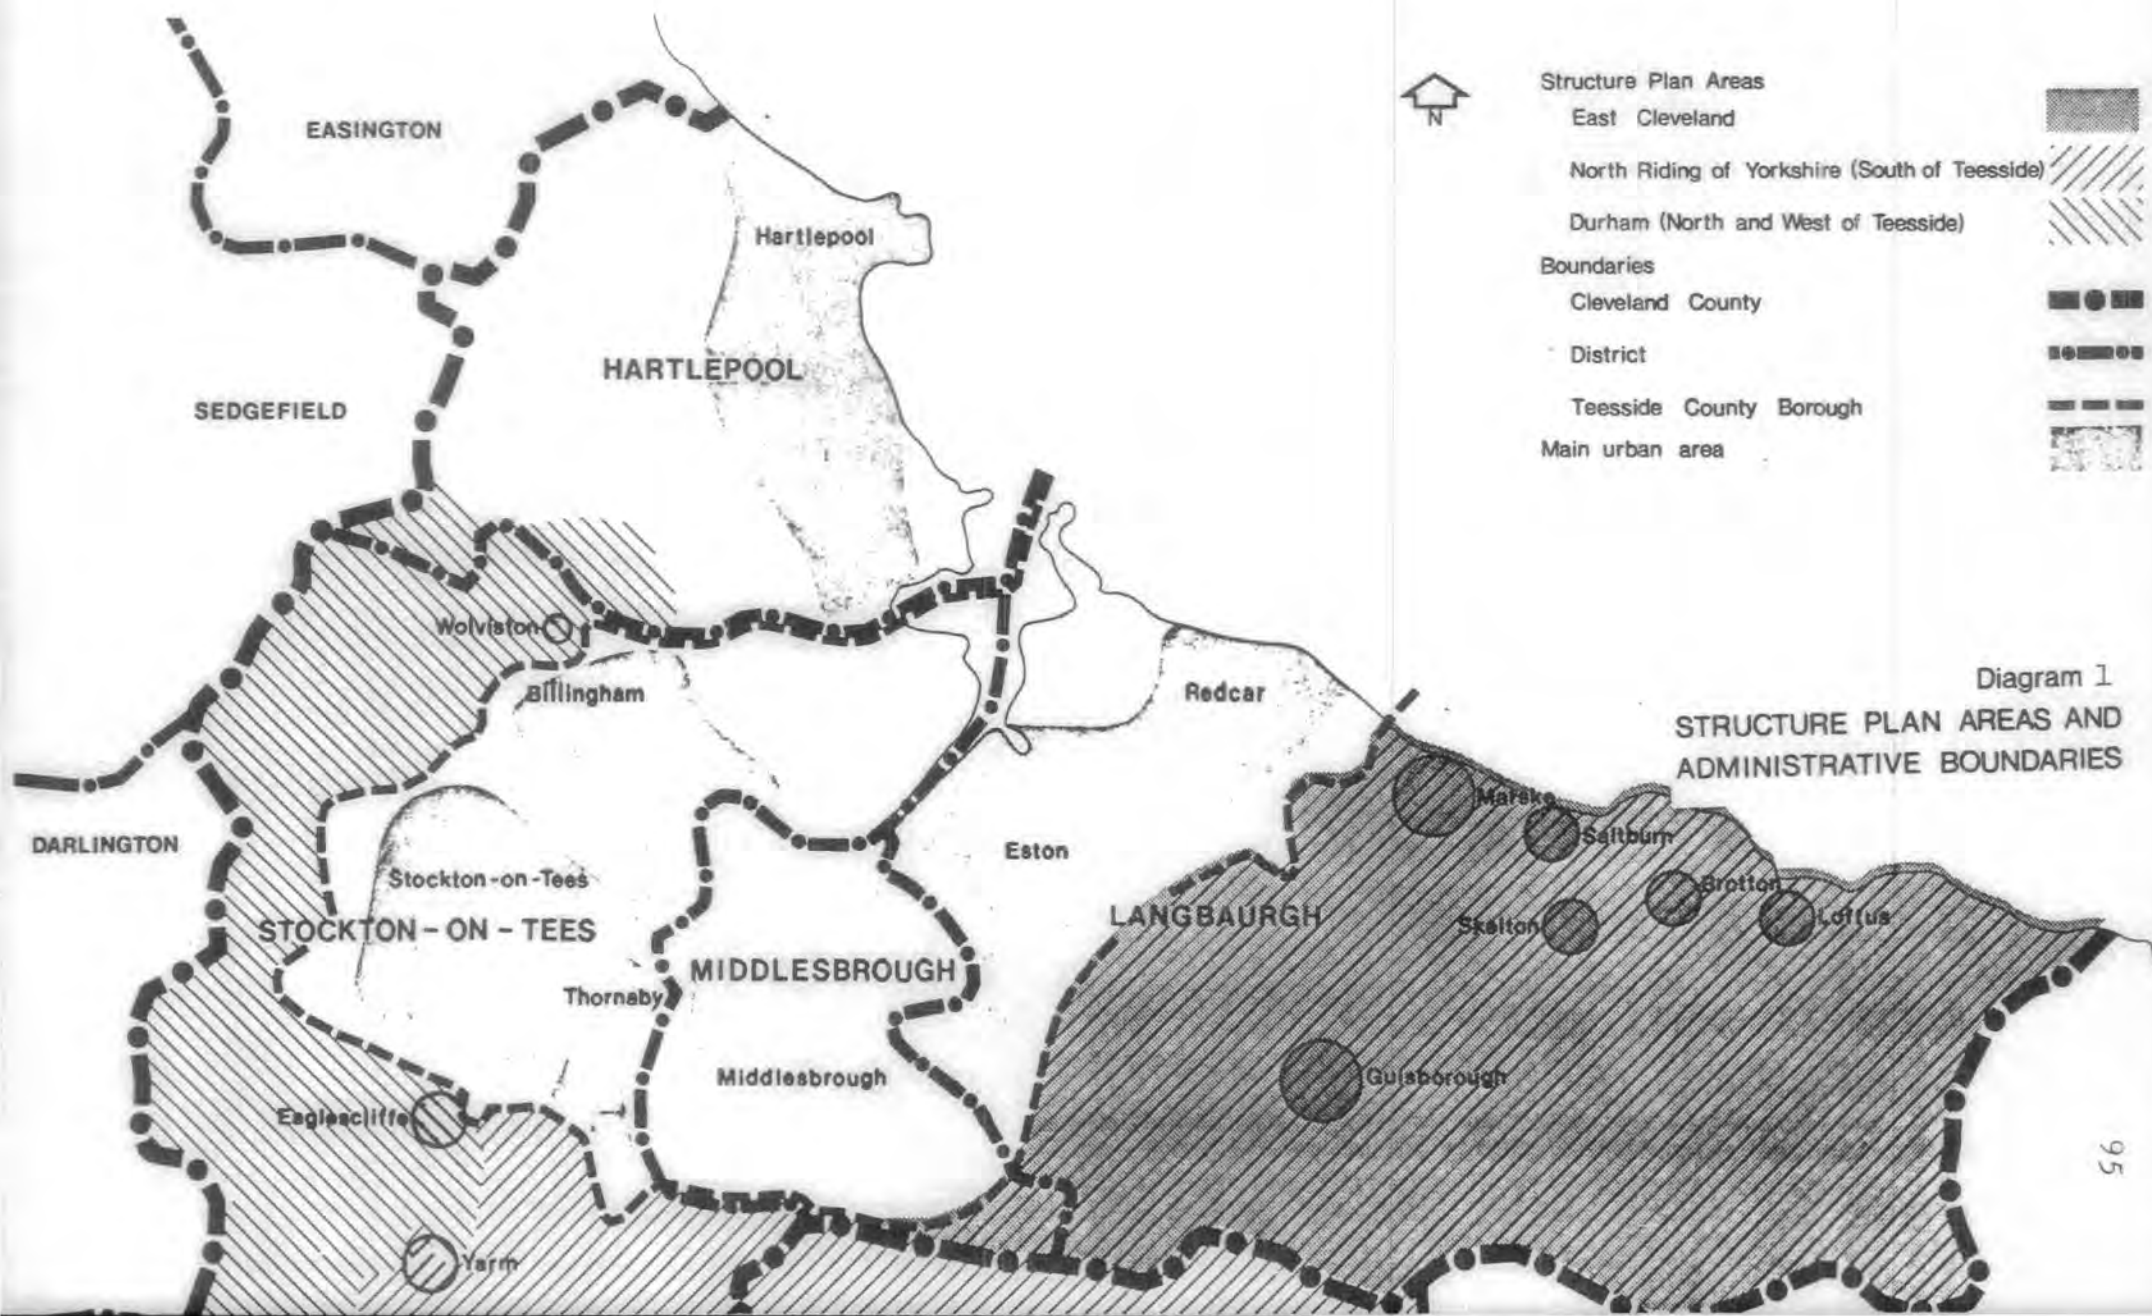 EASINGTON
Hartlepool
HARTLEPOOL
SEDGEFIELD
Wolviston
Billingham
Redcar
DARLINGTON
Stockton-on-Tees
STOCKTON-ON-TEES
Eston
Thornaby
MIDDLESBROUGH
Middlesbrough
LANGBAURGH
Marske
Saltburn
Brotton
Skelton
Loftus
Guisborough
Eaglescliffe
Yarm
N
Structure Plan Areas
East Cleveland
North Riding of Yorkshire (South of Teesside)
Durham (North and West of Teesside)
Boundaries
Cleveland County
District
Teesside County Borough
Main urban area
Diagram 1
STRUCTURE PLAN AREAS AND
ADMINISTRATIVE BOUNDARIES
95